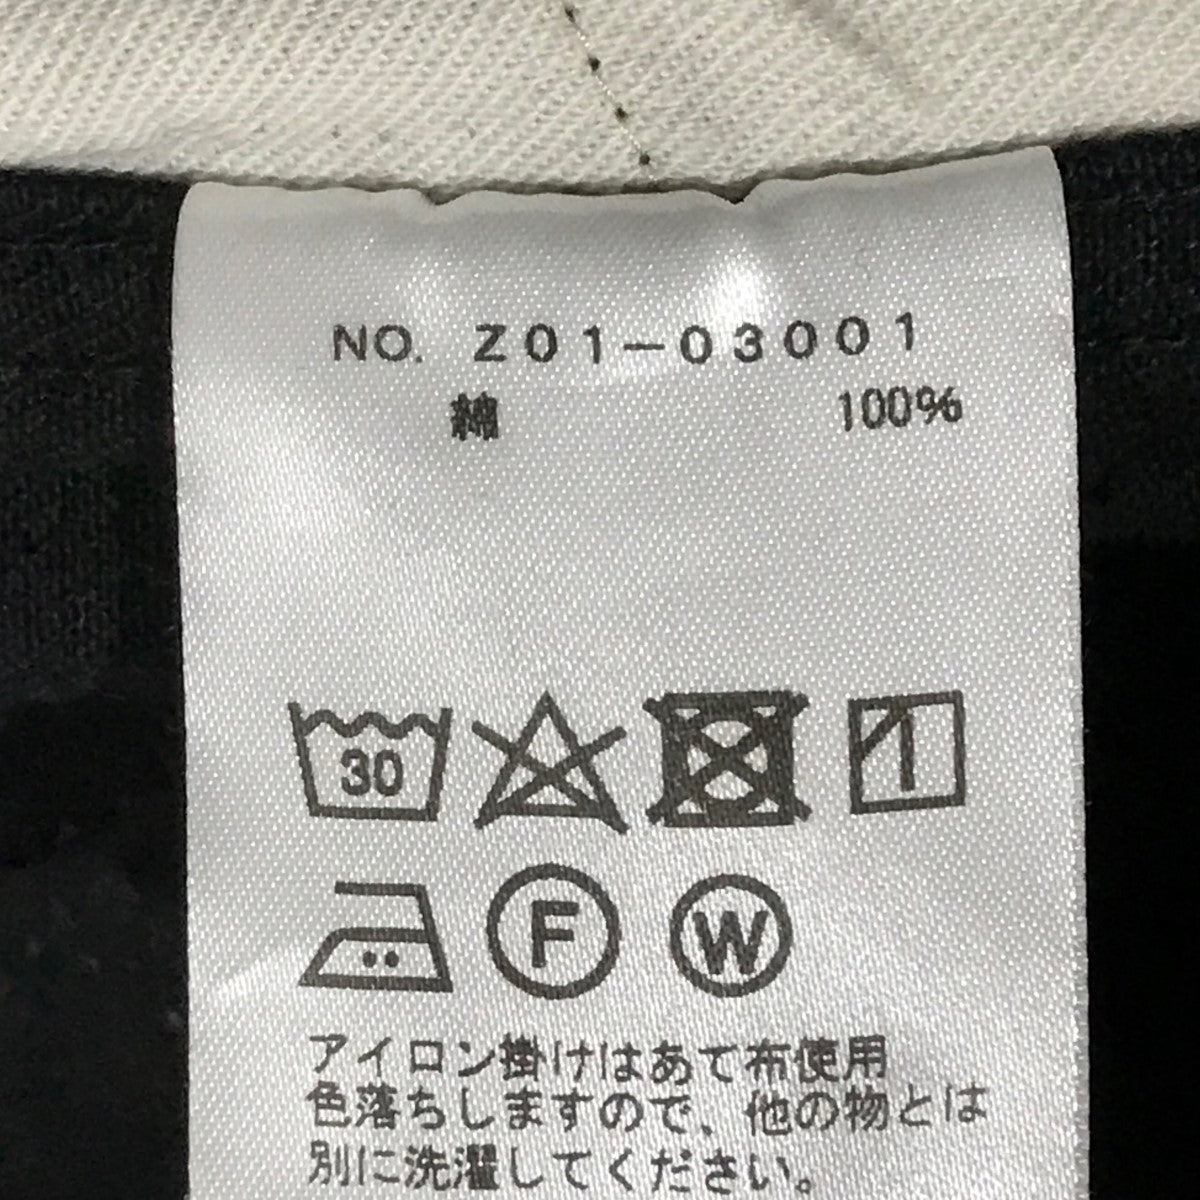 NO. Z01-03001
綿 100%
30
F W
アイロン掛けはあて布使用
色落ちしますので、他の物とは
別に洗濯してください。